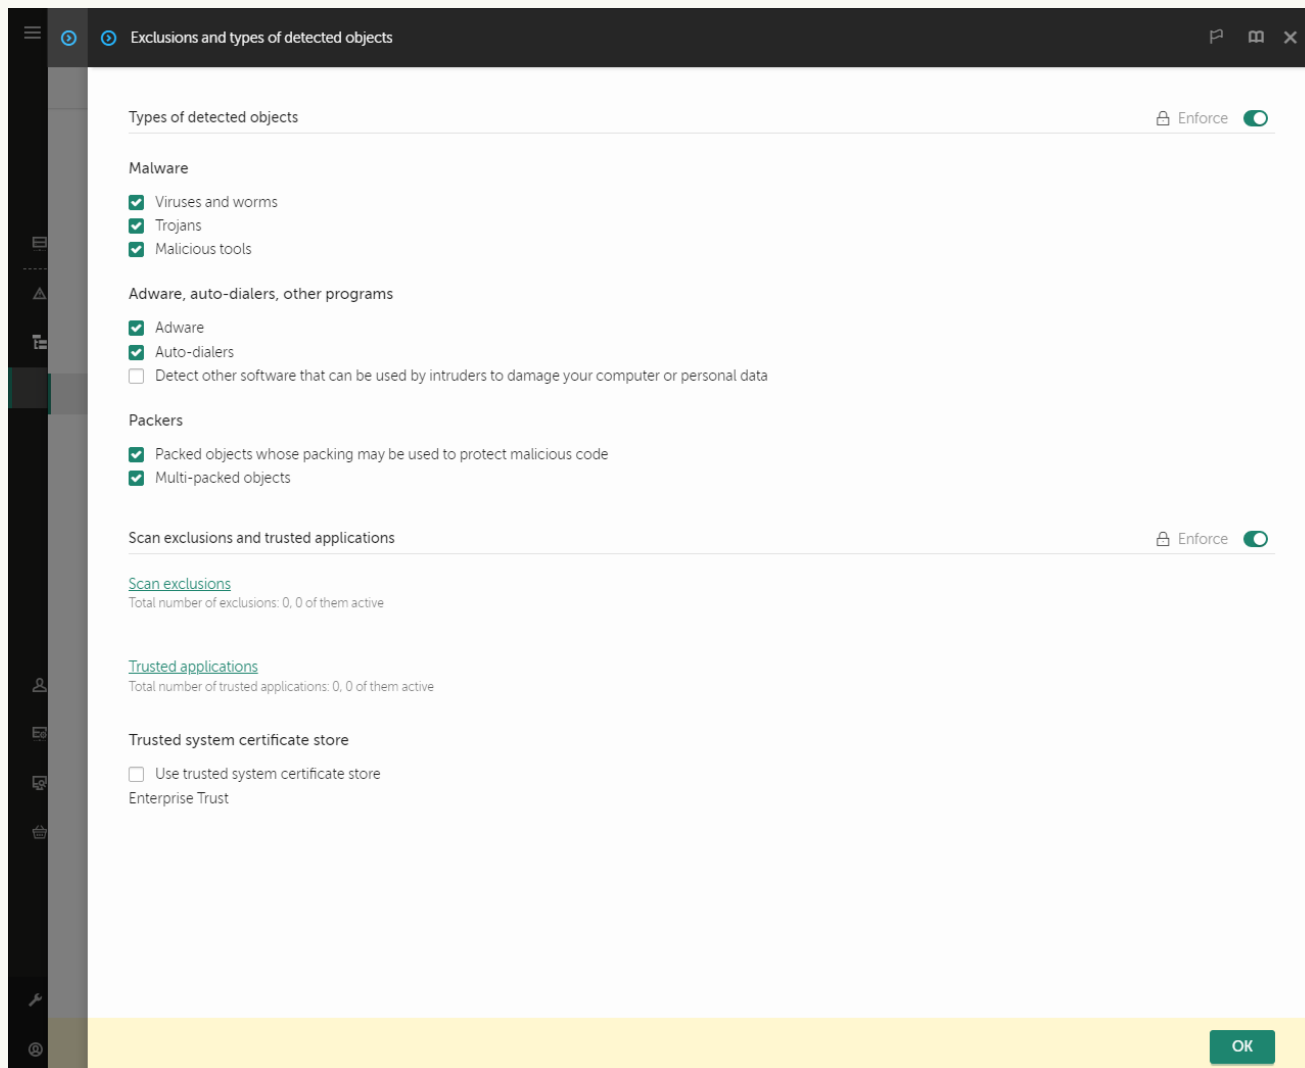 Exclusions and types of detected objects
Types of detected objects
Enforce
Malware
Viruses and worms
Trojans
Malicious tools
Adware, auto-dialers, other programs
Adware
Auto-dialers
Detect other software that can be used by intruders to damage your computer or personal data
Packers
Packed objects whose packing may be used to protect malicious code
Multi-packed objects
Scan exclusions and trusted applications
Enforce
Scan exclusions
Total number of exclusions: 0, 0 of them active
Trusted applications
Total number of trusted applications: 0, 0 of them active
Trusted system certificate store
Use trusted system certificate store
Enterprise Trust
OK